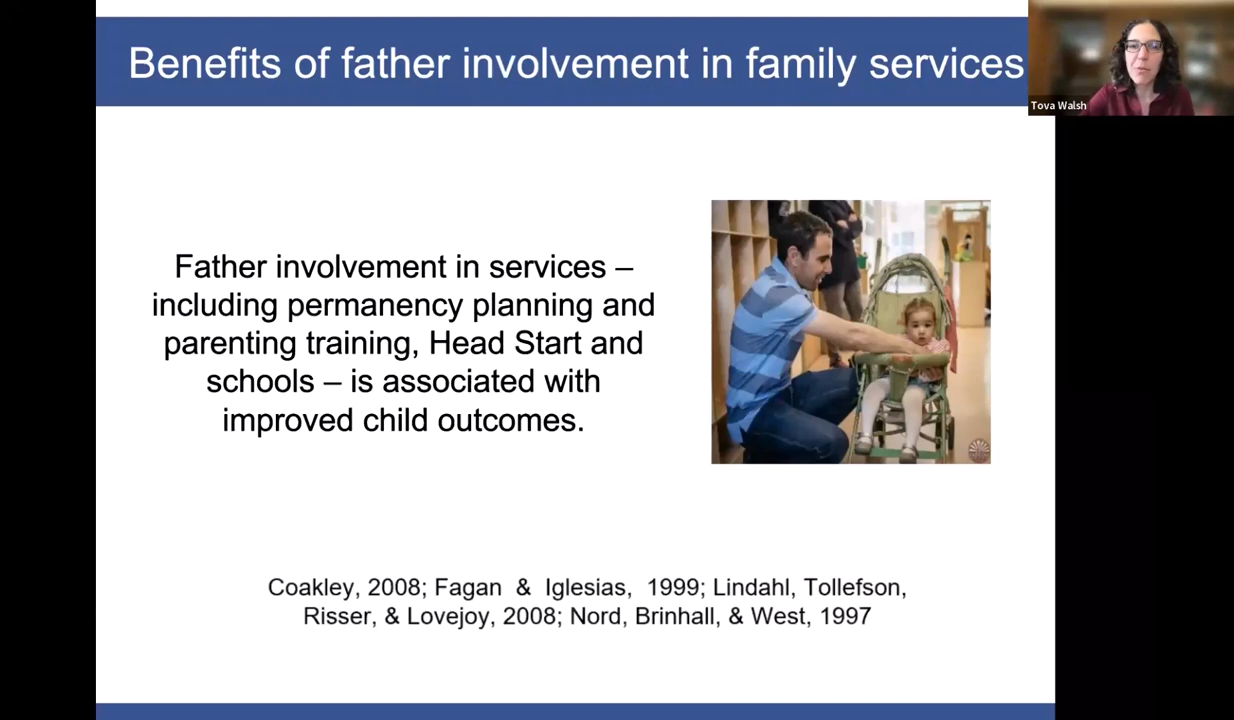 Benefits of father involvement in family services
Tova Walsh
Father involvement in services –
including permanency planning and
parenting training, Head Start and
schools – is associated with
improved child outcomes.
Coakley, 2008; Fagan & Iglesias, 1999; Lindahl, Tollefson,
Risser, & Lovejoy, 2008; Nord, Brinhall, & West, 1997